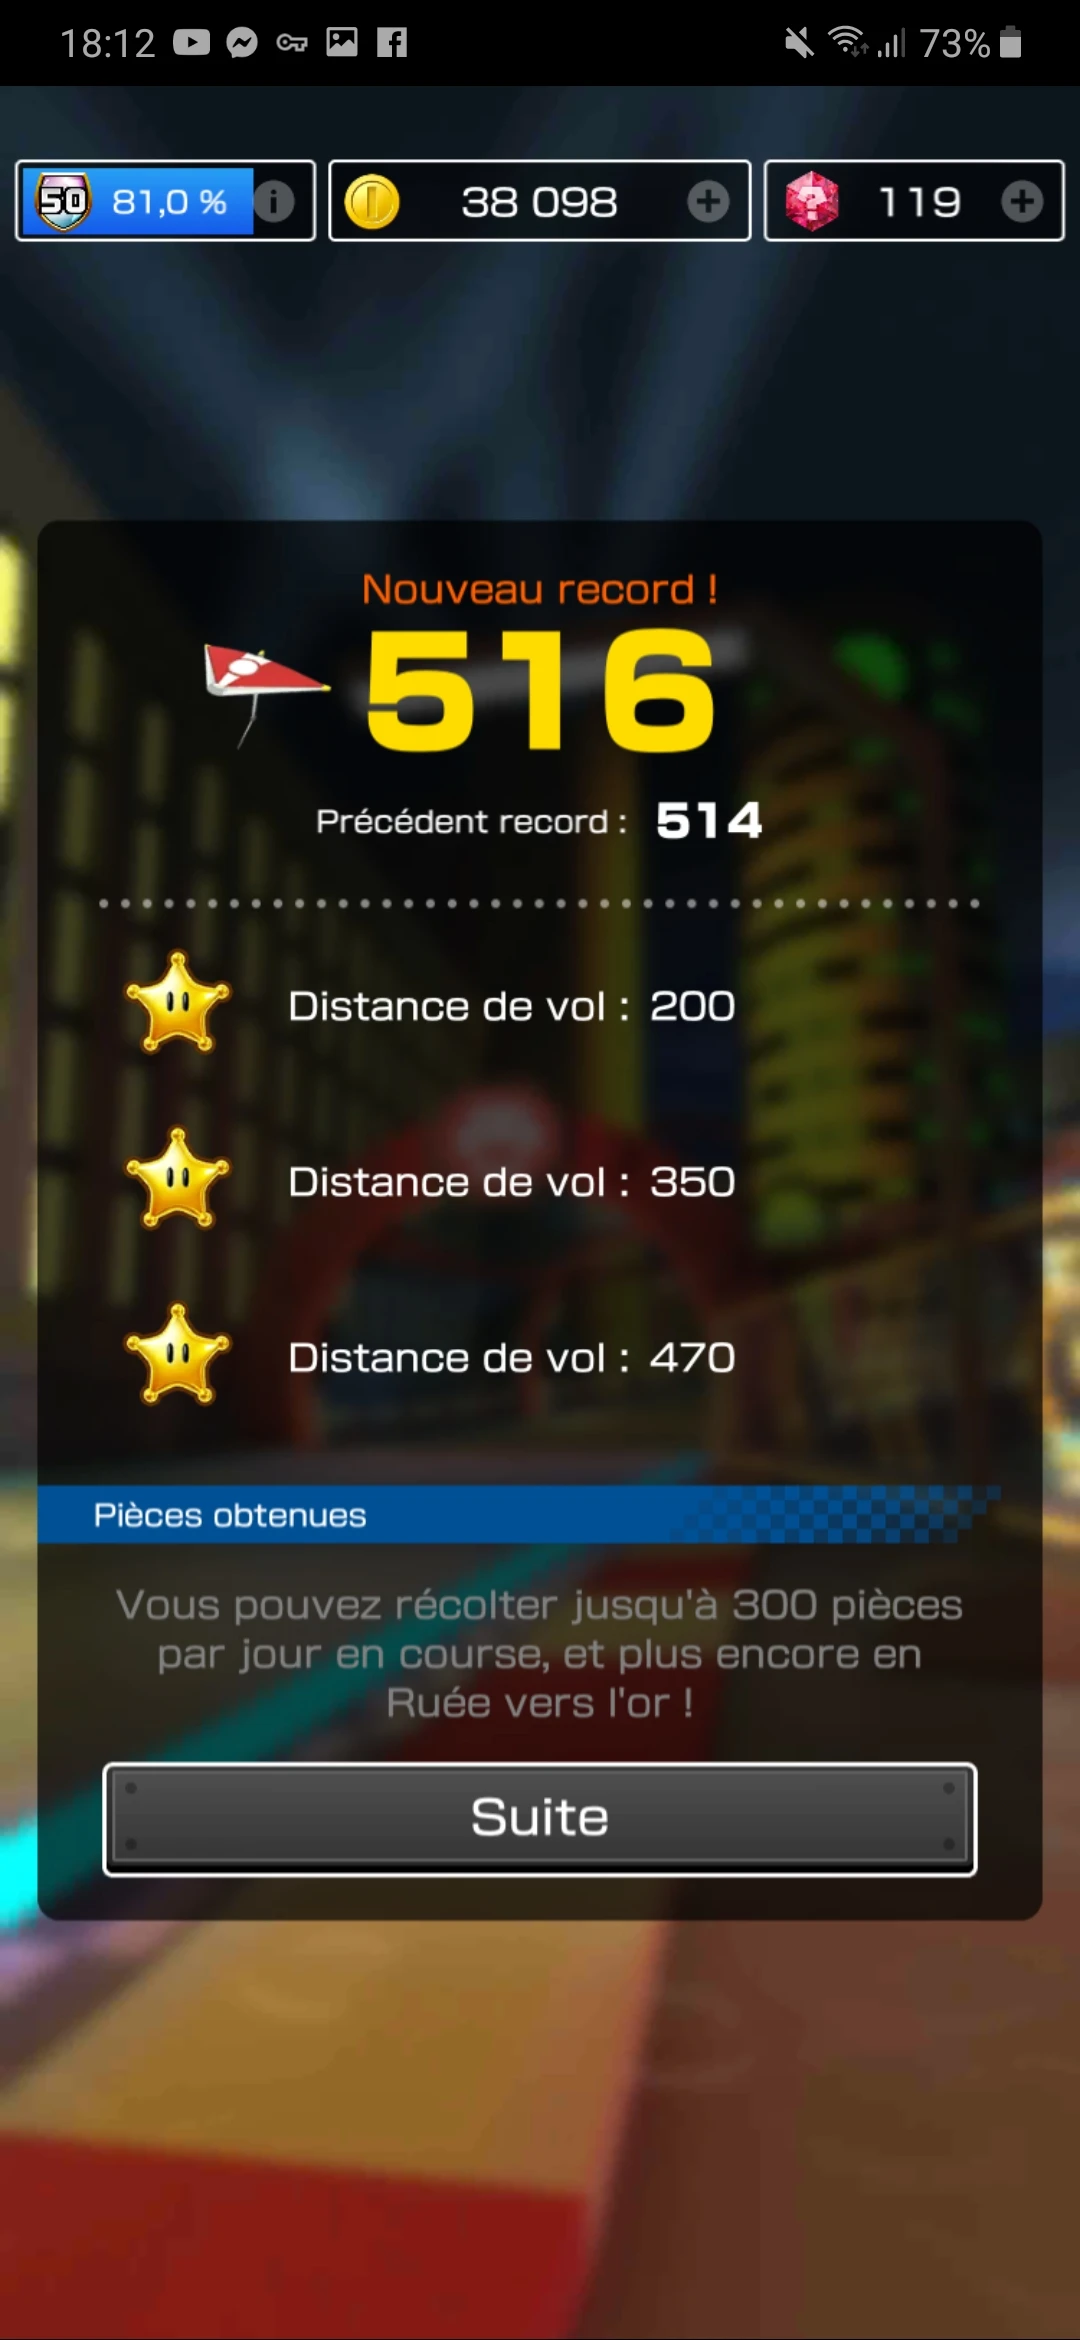 18:12 73%
50 81,0 % i 38 098 + 119 +
Nouveau record !
516
Précédent record : 514
Distance de vol : 200
Distance de vol : 350
Distance de vol : 470
Pièces obtenues
Vous pouvez récolter jusqu'à 300 pièces
par jour en course, et plus encore en
Ruée vers l'or !
Suite